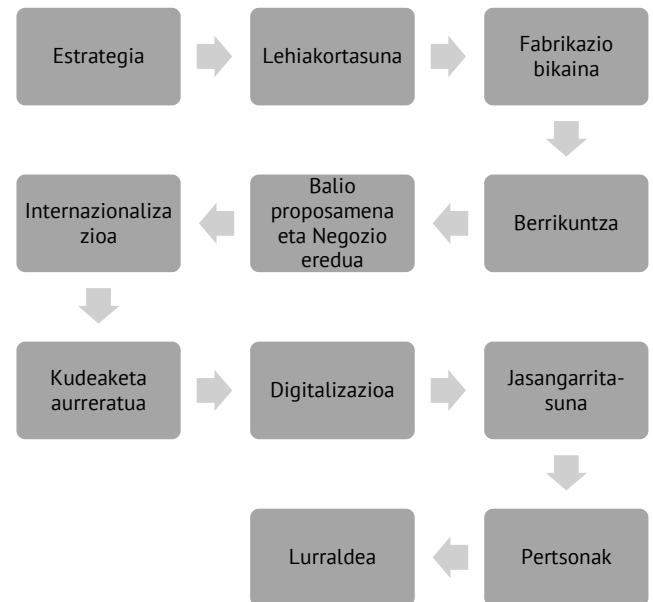 Estrategia
Lehiakortasuna
Fabrikazio
bikaina
Berrikuntza
Balio
proposamena
eta Negozio
eredua
Internazionaliza
zioa
Kudeaketa
aurreratua
Digitalizazioa
Jasangarrita-
suna
Pertsonak
Lurraldea